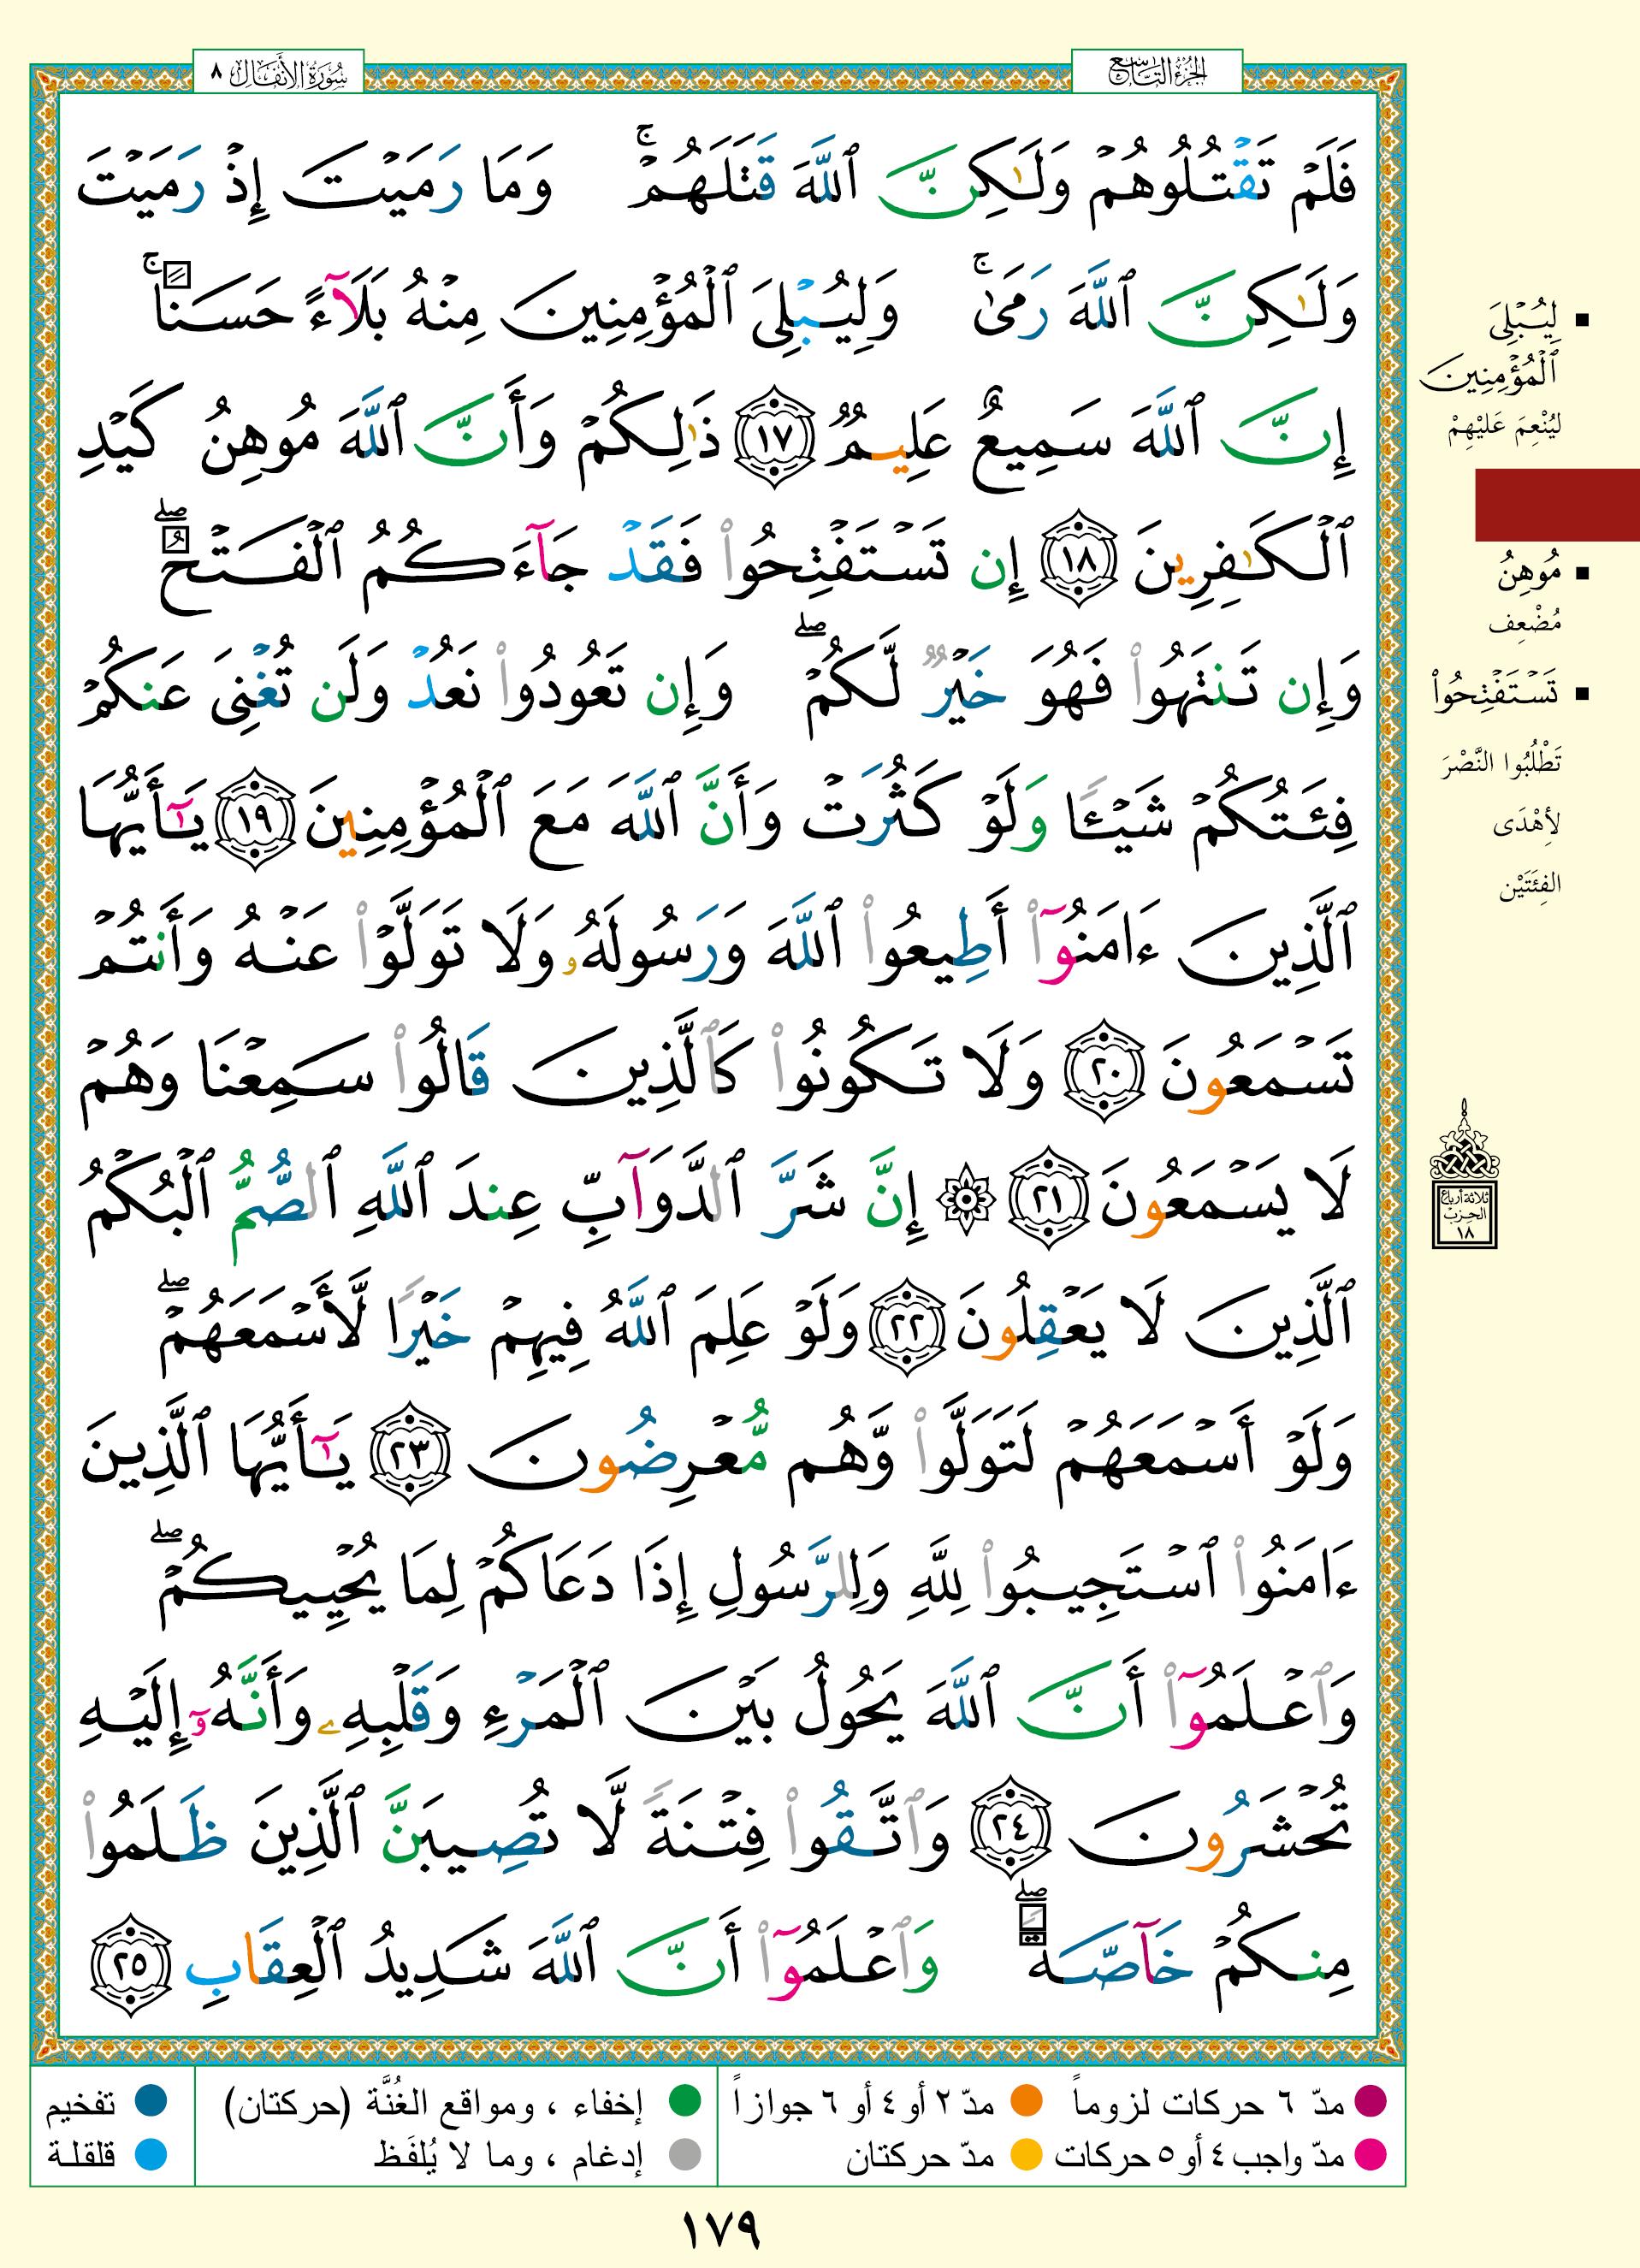 الجزء التاسع
سورة الأنفال ٨
فَلَمْ تَقْتُلُوهُمْ وَلَٰكِنَّ ٱللَّهَ قَتَلَهُمْ ۚ وَمَا رَمَيْتَ إِذْ رَمَيْتَ
وَلَٰكِنَّ ٱللَّهَ رَمَىٰ ۚ وَلِيُبْلِىَ ٱلْمُؤْمِنِينَ مِنْهُ بَلَآءً حَسَنًا ۚ
إِنَّ ٱللَّهَ سَمِيعٌ عَلِيمٌ ١٧ ذَٰلِكُمْ وَأَنَّ ٱللَّهَ مُوهِنُ كَيْدِ
ٱلْكَٰفِرِينَ ١٨ إِن تَسْتَفْتِحُوا۟ فَقَدْ جَآءَكُمُ ٱلْفَتْحُ ۖ
وَإِن تَنتَهُوا۟ فَهُوَ خَيْرٌ لَّكُمْ ۖ وَإِن تَعُودُوا۟ نَعُدْ وَلَن تُغْنِىَ عَنكُمْ
فِئَتُكُمْ شَيْـًٔا وَلَوْ كَثُرَتْ وَأَنَّ ٱللَّهَ مَعَ ٱلْمُؤْمِنِينَ ١٩ يَٰٓأَيُّهَا
ٱلَّذِينَ ءَامَنُوٓا۟ أَطِيعُوا۟ ٱللَّهَ وَرَسُولَهُۥ وَلَا تَوَلَّوْا۟ عَنْهُ وَأَنتُمْ
تَسْمَعُونَ ٢٠ وَلَا تَكُونُوا۟ كَٱلَّذِينَ قَالُوا۟ سَمِعْنَا وَهُمْ
لَا يَسْمَعُونَ ٢١ ۞ إِنَّ شَرَّ ٱلدَّوَآبِّ عِندَ ٱللَّهِ ٱلصُّمُّ ٱلْبُكْمُ
ٱلَّذِينَ لَا يَعْقِلُونَ ٢٢ وَلَوْ عَلِمَ ٱللَّهُ فِيهِمْ خَيْرًا لَّأَسْمَعَهُمْ ۖ
وَلَوْ أَسْمَعَهُمْ لَتَوَلَّوا۟ وَّهُم مُّعْرِضُونَ ٢٣ يَٰٓأَيُّهَا ٱلَّذِينَ
ءَامَنُوا۟ ٱسْتَجِيبُوا۟ لِلَّهِ وَلِلرَّسُولِ إِذَا دَعَاكُمْ لِمَا يُحْيِيكُمْ ۖ
وَٱعْلَمُوٓا۟ أَنَّ ٱللَّهَ يَحُولُ بَيْنَ ٱلْمَرْءِ وَقَلْبِهِۦ وَأَنَّهُۥٓ إِلَيْهِ
تُحْشَرُونَ ٢٤ وَٱتَّقُوا۟ فِتْنَةً لَّا تُصِيبَنَّ ٱلَّذِينَ ظَلَمُوا۟
مِنكُمْ خَآصَّةً ۖ وَٱعْلَمُوٓا۟ أَنَّ ٱللَّهَ شَدِيدُ ٱلْعِقَابِ ٢٥
▪ لِيُبْلِىَ
ٱلْمُؤْمِنِينَ
لِيُنْعِمَ عَلَيْهِمْ
▪ مُوهِنُ
مُضْعِف
▪ تَسْتَفْتِحُوا۟
تَطْلُبُوا النَّصْرَ
لِأَهْدَى
الفِئَتَيْن
ثلاثة أرباع
الحزب
١٨
مدّ ٦ حركات لزوماً مدّ ٢ أو ٤ أو ٦ جوازاً إخفاء ، ومواقع الغُنَّة (حركتان) تفخيم
مدّ واجب ٤ أو ٥ حركات مدّ حركتان إدغام ، وما لا يُلفَظ قلقلة
١٧٩